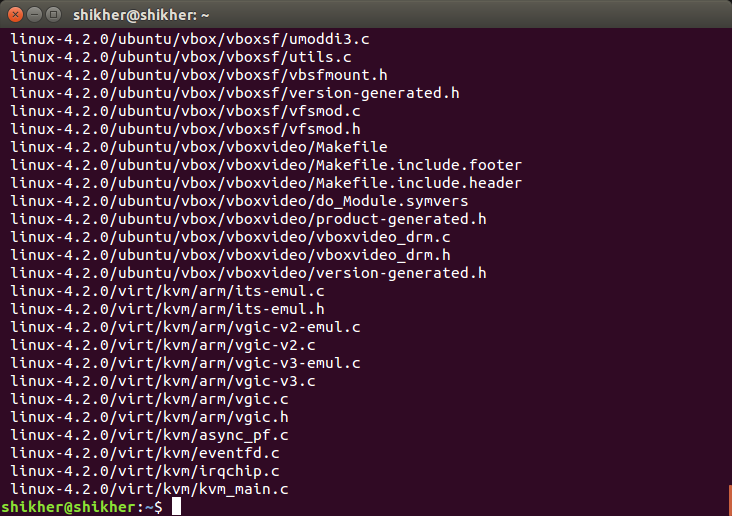 shikher@shikher: ~
linux-4.2.0/ubuntu/vbox/vboxsf/umoddi3.c
linux-4.2.0/ubuntu/vbox/vboxsf/utils.c
linux-4.2.0/ubuntu/vbox/vboxsf/vbsfmount.h
linux-4.2.0/ubuntu/vbox/vboxsf/version-generated.h
linux-4.2.0/ubuntu/vbox/vboxsf/vfsmod.c
linux-4.2.0/ubuntu/vbox/vboxsf/vfsmod.h
linux-4.2.0/ubuntu/vbox/vboxvideo/Makefile
linux-4.2.0/ubuntu/vbox/vboxvideo/Makefile.include.footer
linux-4.2.0/ubuntu/vbox/vboxvideo/Makefile.include.header
linux-4.2.0/ubuntu/vbox/vboxvideo/do_Module.symvers
linux-4.2.0/ubuntu/vbox/vboxvideo/product-generated.h
linux-4.2.0/ubuntu/vbox/vboxvideo/vboxvideo_drm.c
linux-4.2.0/ubuntu/vbox/vboxvideo/vboxvideo_drm.h
linux-4.2.0/ubuntu/vbox/vboxvideo/version-generated.h
linux-4.2.0/virt/kvm/arm/its-emul.c
linux-4.2.0/virt/kvm/arm/its-emul.h
linux-4.2.0/virt/kvm/arm/vgic-v2-emul.c
linux-4.2.0/virt/kvm/arm/vgic-v2.c
linux-4.2.0/virt/kvm/arm/vgic-v3-emul.c
linux-4.2.0/virt/kvm/arm/vgic-v3.c
linux-4.2.0/virt/kvm/arm/vgic.c
linux-4.2.0/virt/kvm/arm/vgic.h
linux-4.2.0/virt/kvm/async_pf.c
linux-4.2.0/virt/kvm/eventfd.c
linux-4.2.0/virt/kvm/irqchip.c
linux-4.2.0/virt/kvm/kvm_main.c
shikher@shikher:~$